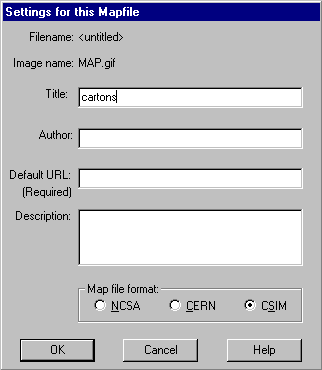 Settings for this Mapfile
Filename: <untitled>
Image name: MAP.gif
Title: cartons
Author:
Default URL:
(Required)
Description:
Map file format:
NCSA CERN CSIM
OK Cancel Help